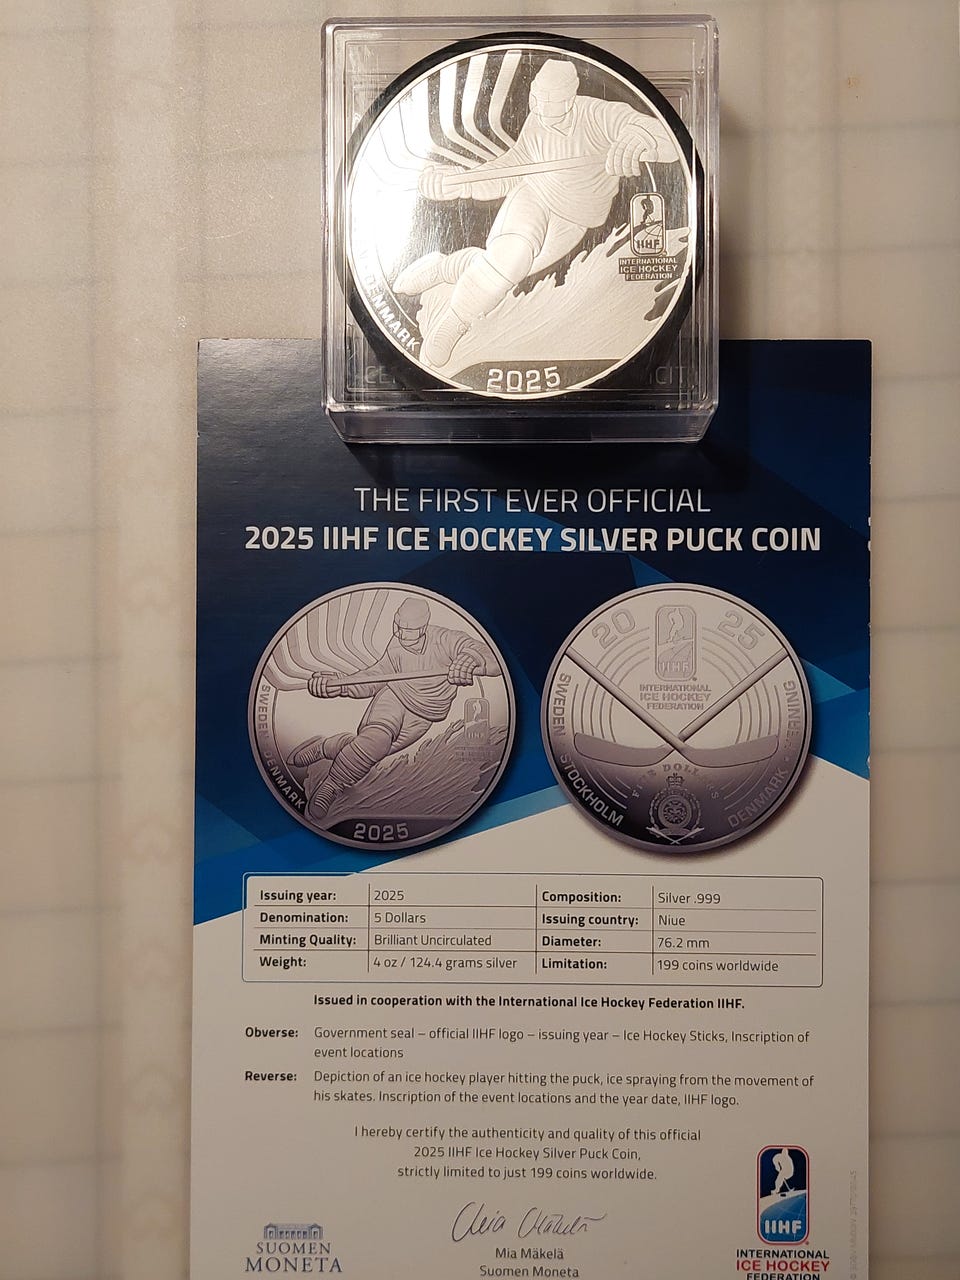 DENMARK
IIHF
INTERNATIONAL
ICE HOCKEY
FEDERATION
2025
THE FIRST EVER OFFICIAL
2025 IIHF ICE HOCKEY SILVER PUCK COIN
SWEDEN · DENMARK
IIHF
2025
20 25
IIHF
INTERNATIONAL
ICE HOCKEY
FEDERATION
SWEDEN · STOCKHOLM
FIVE DOLLARS
DENMARK · HERNING
Issuing year: 2025 Composition: Silver .999
Denomination: 5 Dollars Issuing country: Niue
Minting Quality: Brilliant Uncirculated Diameter: 76.2 mm
Weight: 4 oz / 124.4 grams silver Limitation: 199 coins worldwide
Issued in cooperation with the International Ice Hockey Federation IIHF.
Obverse: Government seal – official IIHF logo – issuing year – Ice Hockey Sticks, Inscription of
event locations
Reverse: Depiction of an ice hockey player hitting the puck, ice spraying from the movement of
his skates. Inscription of the event locations and the year date, IIHF logo.
I hereby certify the authenticity and quality of this official
2025 IIHF Ice Hockey Silver Puck Coin,
strictly limited to just 199 coins worldwide.
Mia Mäkelä
Mia Mäkelä
Suomen Moneta
SUOMEN
MONETA
IIHF
INTERNATIONAL
ICE HOCKEY
FEDERATION